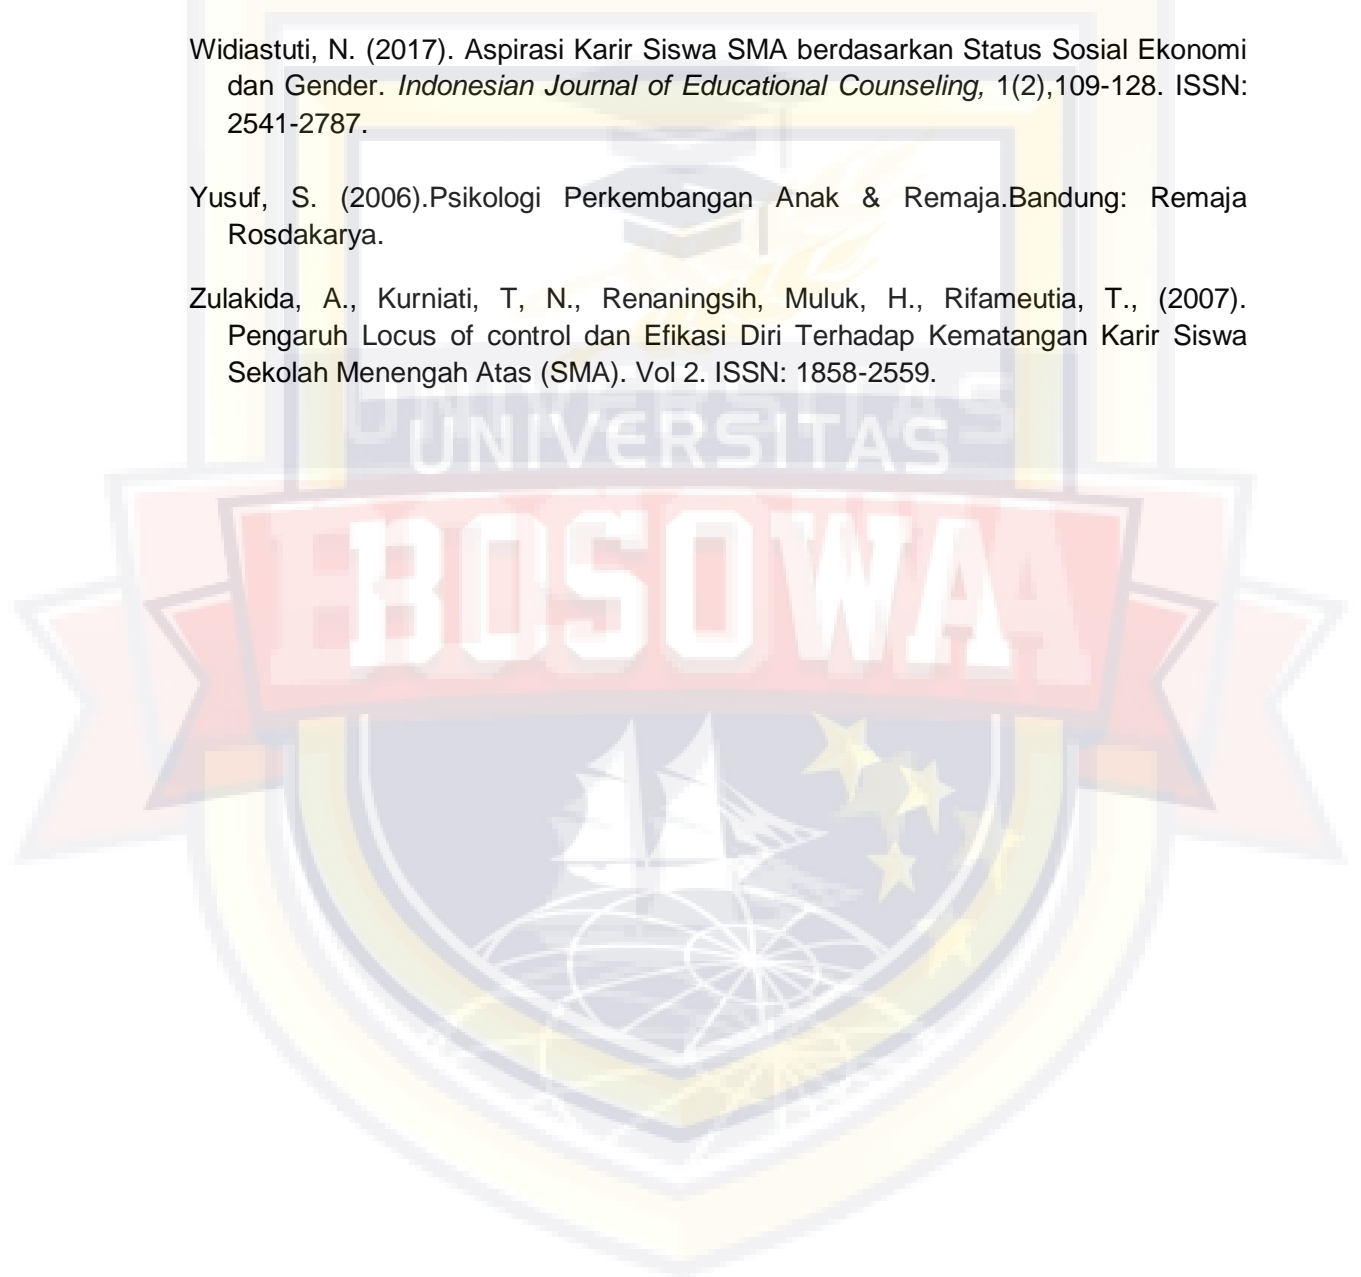 Widiastuti, N. (2017). Aspirasi Karir Siswa SMA berdasarkan Status Sosial Ekonomi
dan Gender. Indonesian Journal of Educational Counseling, 1(2),109-128. ISSN:
2541-2787.
Yusuf, S. (2006).Psikologi Perkembangan Anak & Remaja.Bandung: Remaja
Rosdakarya.
Zulakida, A., Kurniati, T, N., Renaningsih, Muluk, H., Rifameutia, T., (2007).
Pengaruh Locus of control dan Efikasi Diri Terhadap Kematangan Karir Siswa
Sekolah Menengah Atas (SMA). Vol 2. ISSN: 1858-2559.
UNIVERSITAS
UNIVERSITAS
BOSOWA
BOSOWA